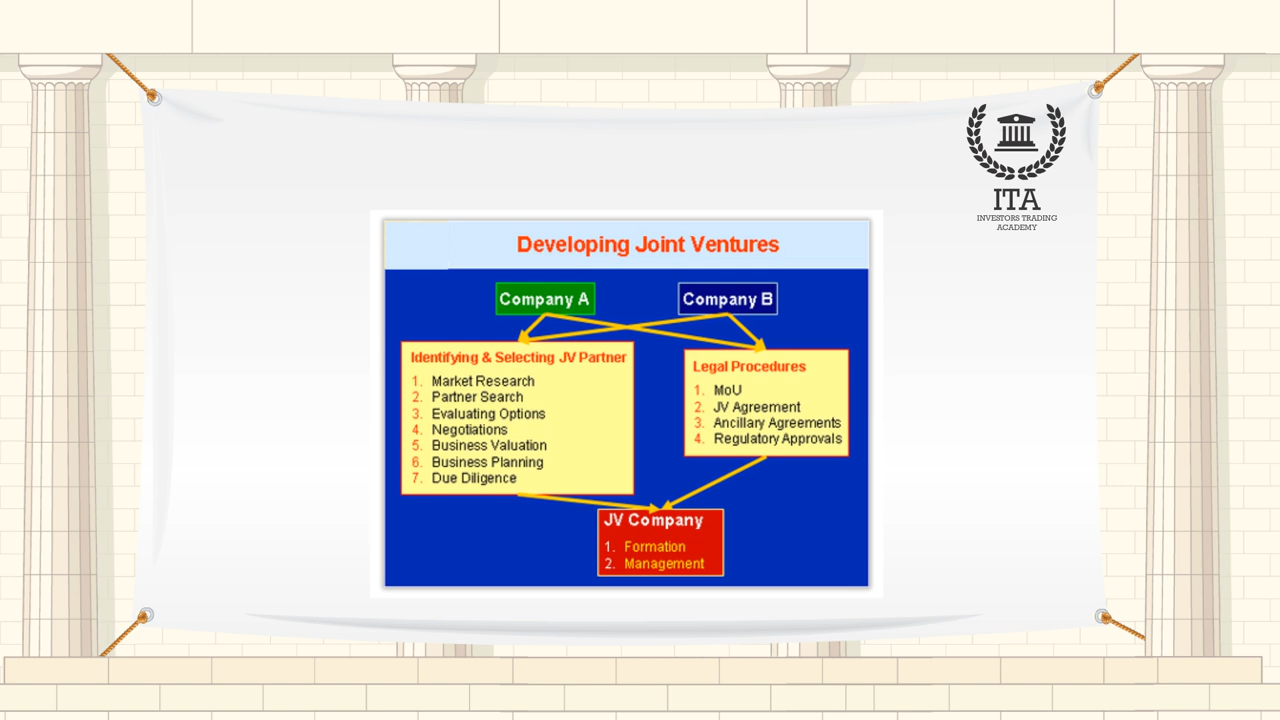 ITA
INVESTORS TRADING
ACADEMY
Developing Joint Ventures
Company A
Company B
Identifying & Selecting JV Partner
1. Market Research
2. Partner Search
3. Evaluating Options
4. Negotiations
5. Business Valuation
6. Business Planning
7. Due Diligence
Legal Procedures
1. MoU
2. JV Agreement
3. Ancillary Agreements
4. Regulatory Approvals
JV Company
1. Formation
2. Management